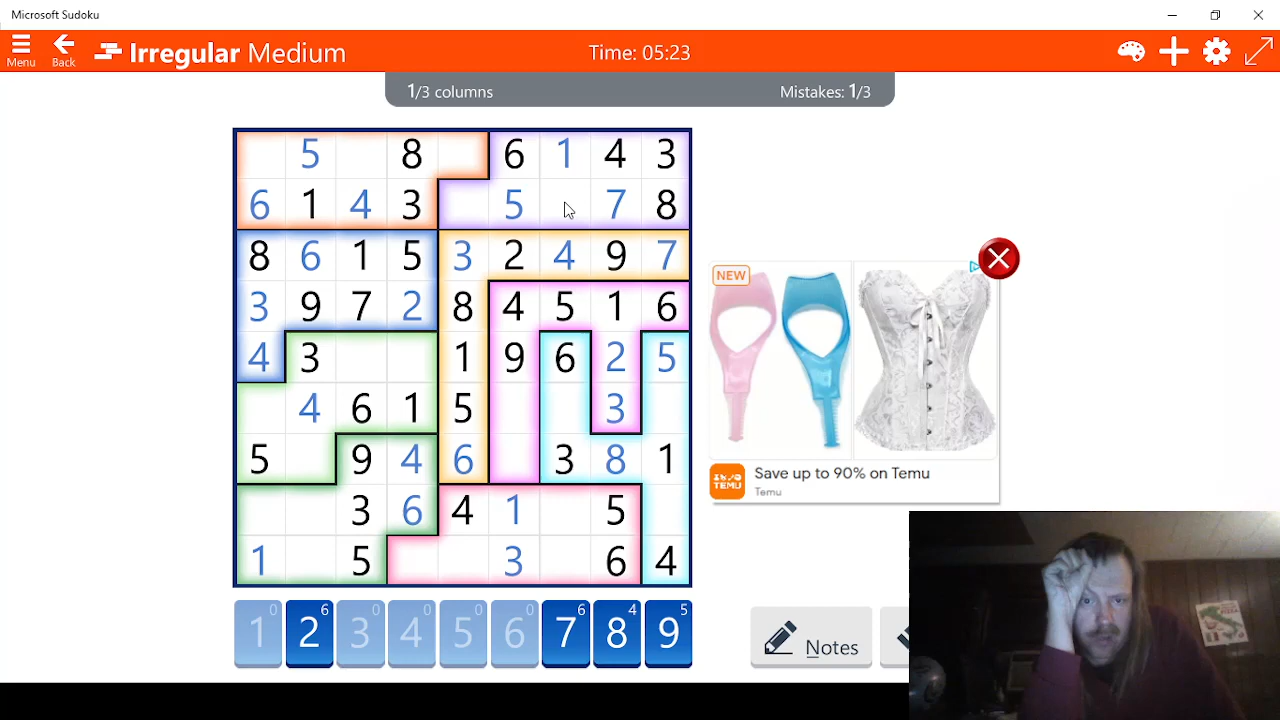 Microsoft Sudoku
Menu
Back
Irregular Medium
Time: 05:23
1/3 columns
Mistakes: 1/3
5 8 6 1 4 3
6 1 4 3 5 7 8
8 6 1 5 3 2 4 9 7
3 9 7 2 8 4 5 1 6
4 3 1 9 6 2 5
4 6 1 5 3
5 9 4 6 3 8 1
3 6 4 1 5
1 5 3 6 4
1 0
2 6
3 0
4 0
5 0
6 0
7 6
8 4
9 5
Notes
NEW
TEMU
Save up to 90% on Temu
Temu